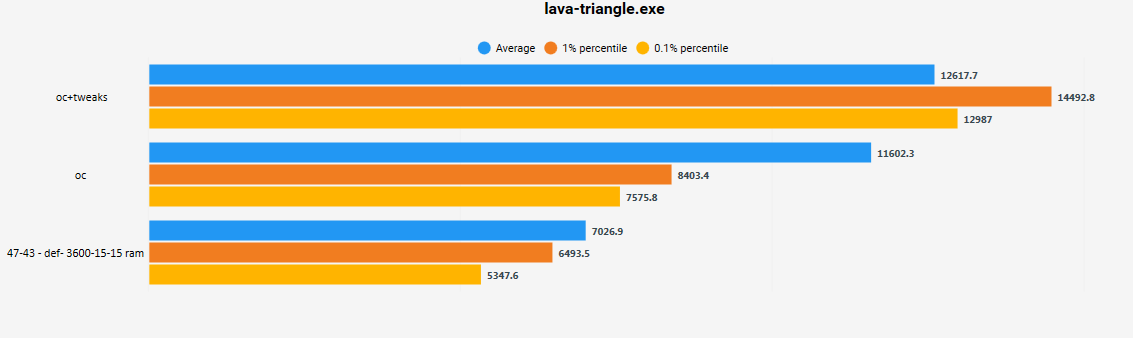 lava-triangle.exe
Average 1% percentile 0.1% percentile
12617.7
oc+tweaks
14492.8
12987
11602.3
oc
8403.4
7575.8
7026.9
47-43 - def- 3600-15-15 ram
6493.5
5347.6